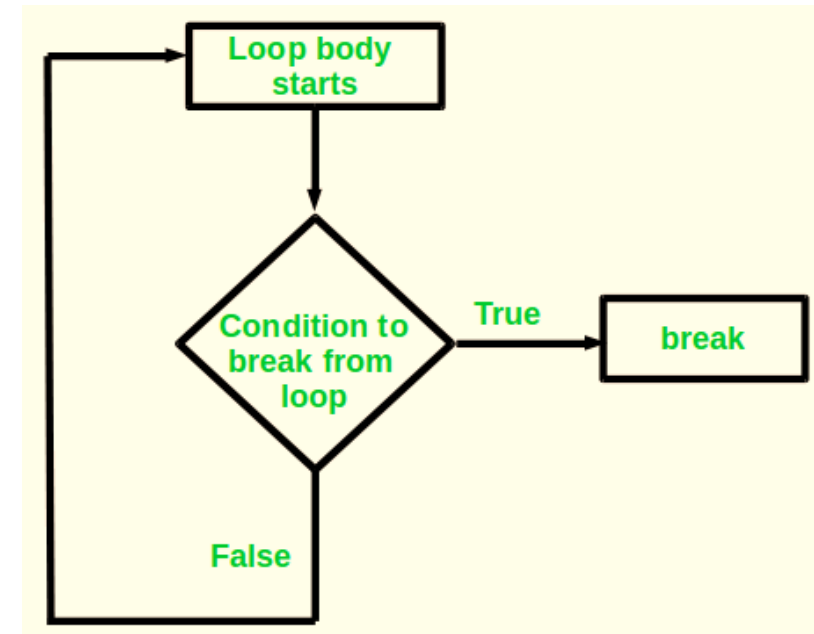 Loop body
starts
Condition to
break from
loop
True
break
False